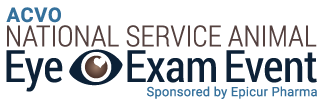 ACVO
NATIONAL SERVICE ANIMAL
Eye Exam Event
Sponsored by Epicur Pharma